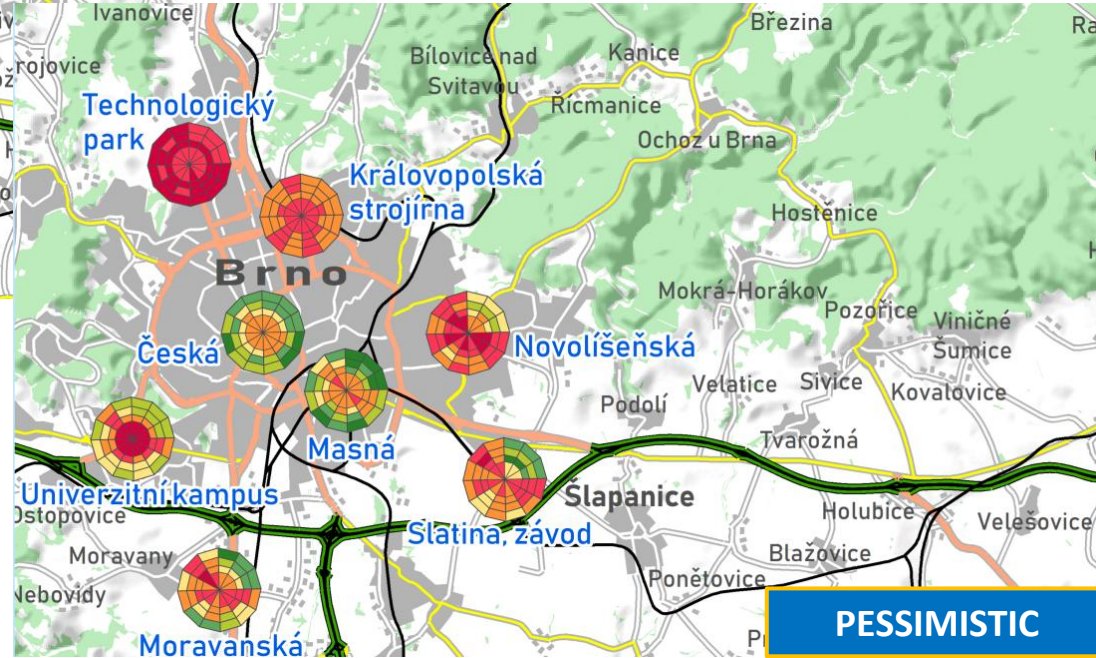 Ivanovice
Březina
Bílovice nad
Svitavou
Kanice
rojovice
Řícmanice
Technologický
park
Ochoz u Brna
Královopolská
strojírna
Hostěnice
Brno
Mokrá-Horákov
Pozořice
Viničné
Šumice
Česká
Novolíšeňská
Velatice
Sivice
Kovalovice
Podolí
Tvarožná
Masná
Univerzitní kampus
Šlapanice
Holubice
Velešovice
Ostopovice
Slatina, závod
Moravany
Blažovice
Nebovidy
Ponětovice
PESSIMISTIC
Moravanská